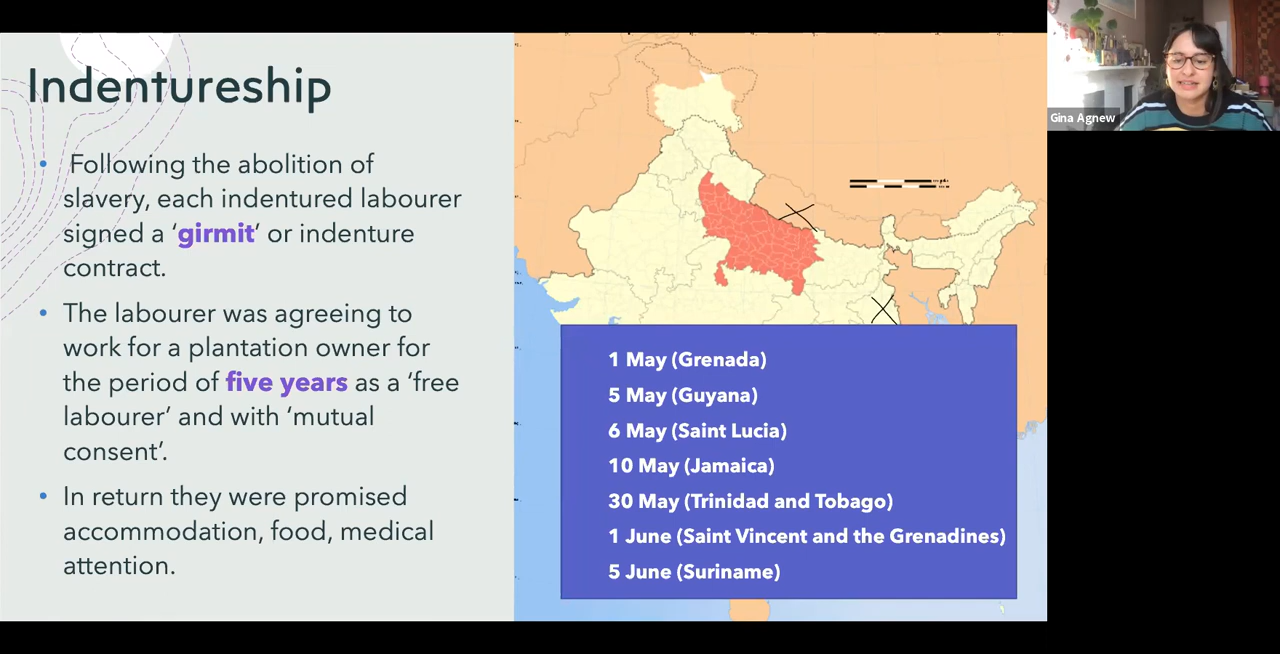 Indentureship
• Following the abolition of
slavery, each indentured labourer
signed a ‘girmit’ or indenture
contract.
• The labourer was agreeing to
work for a plantation owner for
the period of five years as a ‘free
labourer’ and with ‘mutual
consent’.
• In return they were promised
accommodation, food, medical
attention.
1 May (Grenada)
5 May (Guyana)
6 May (Saint Lucia)
10 May (Jamaica)
30 May (Trinidad and Tobago)
1 June (Saint Vincent and the Grenadines)
5 June (Suriname)
Gina Agnew